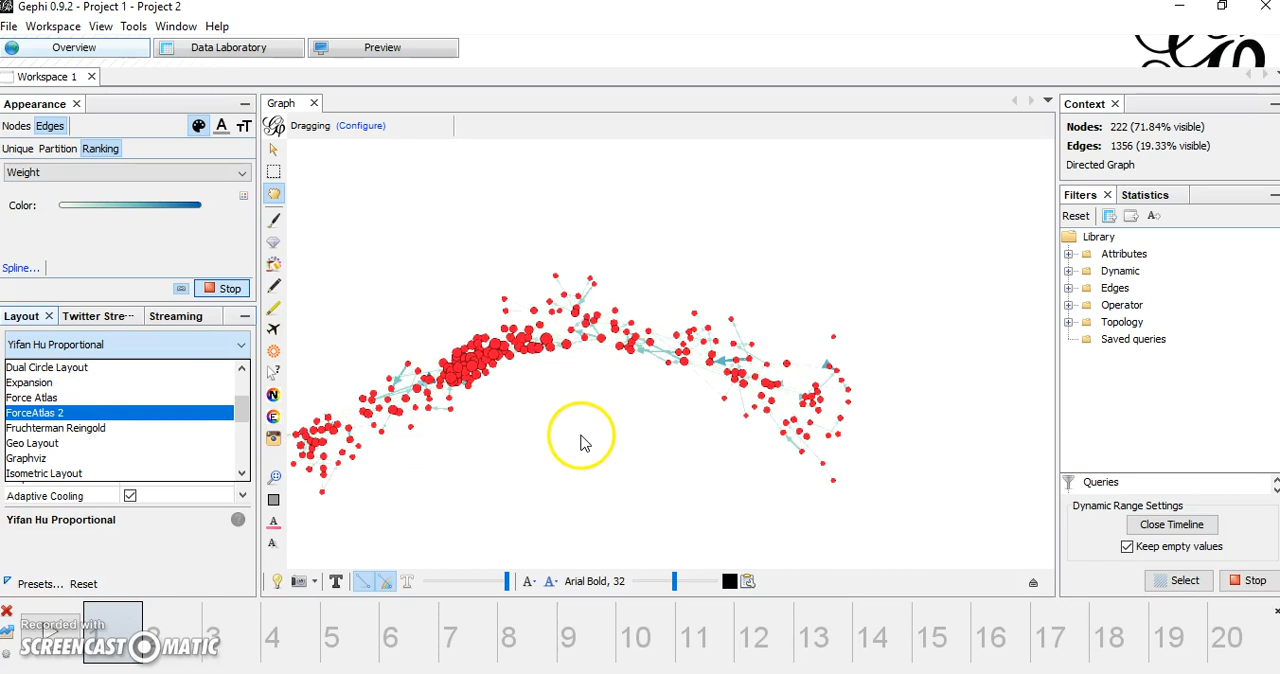 Gephi 0.9.2 - Project 1 - Project 2
File Workspace View Tools Window Help
Overview Data Laboratory Preview
Workspace 1
Appearance
Nodes Edges
Unique Partition Ranking
Weight
Color:
Spline...
Stop
Layout Twitter Stre··· Streaming
Yifan Hu Proportional
Dual Circle Layout
Expansion
Force Atlas
ForceAtlas 2
Fruchterman Reingold
Geo Layout
Graphviz
Isometric Layout
Adaptive Cooling
Yifan Hu Proportional
Presets... Reset
Graph
Dragging (Configure)
Arial Bold, 32
Context
Nodes: 222 (71.84% visible)
Edges: 1356 (19.33% visible)
Directed Graph
Filters Statistics
Reset
Library
Attributes
Dynamic
Edges
Operator
Topology
Saved queries
Queries
Dynamic Range Settings
Close Timeline
Keep empty values
Select Stop
1 2 3 4 5 6 7 8 9 10 11 12 13 14 15 16 17 18 19 20
Recorded with
SCREENCAST MATIC